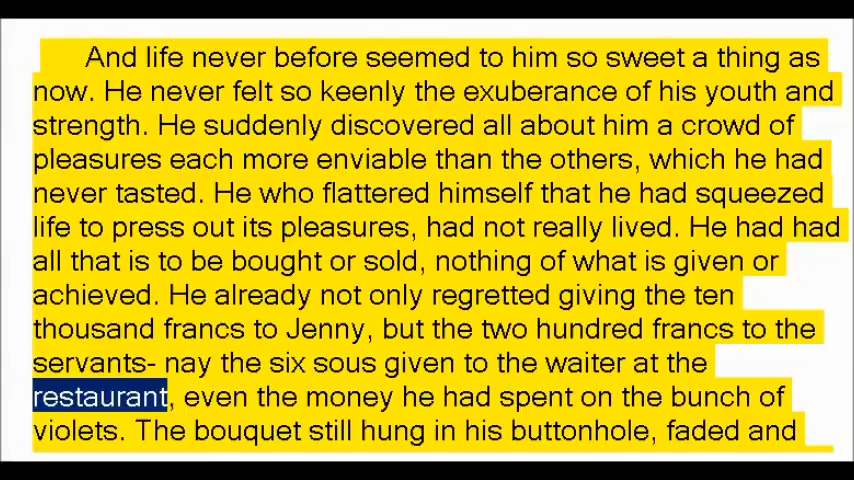 And life never before seemed to him so sweet a thing as
now. He never felt so keenly the exuberance of his youth and
strength. He suddenly discovered all about him a crowd of
pleasures each more enviable than the others, which he had
never tasted. He who flattered himself that he had squeezed
life to press out its pleasures, had not really lived. He had had
all that is to be bought or sold, nothing of what is given or
achieved. He already not only regretted giving the ten
thousand francs to Jenny, but the two hundred francs to the
servants- nay the six sous given to the waiter at the
restaurant, even the money he had spent on the bunch of
violets. The bouquet still hung in his buttonhole, faded and